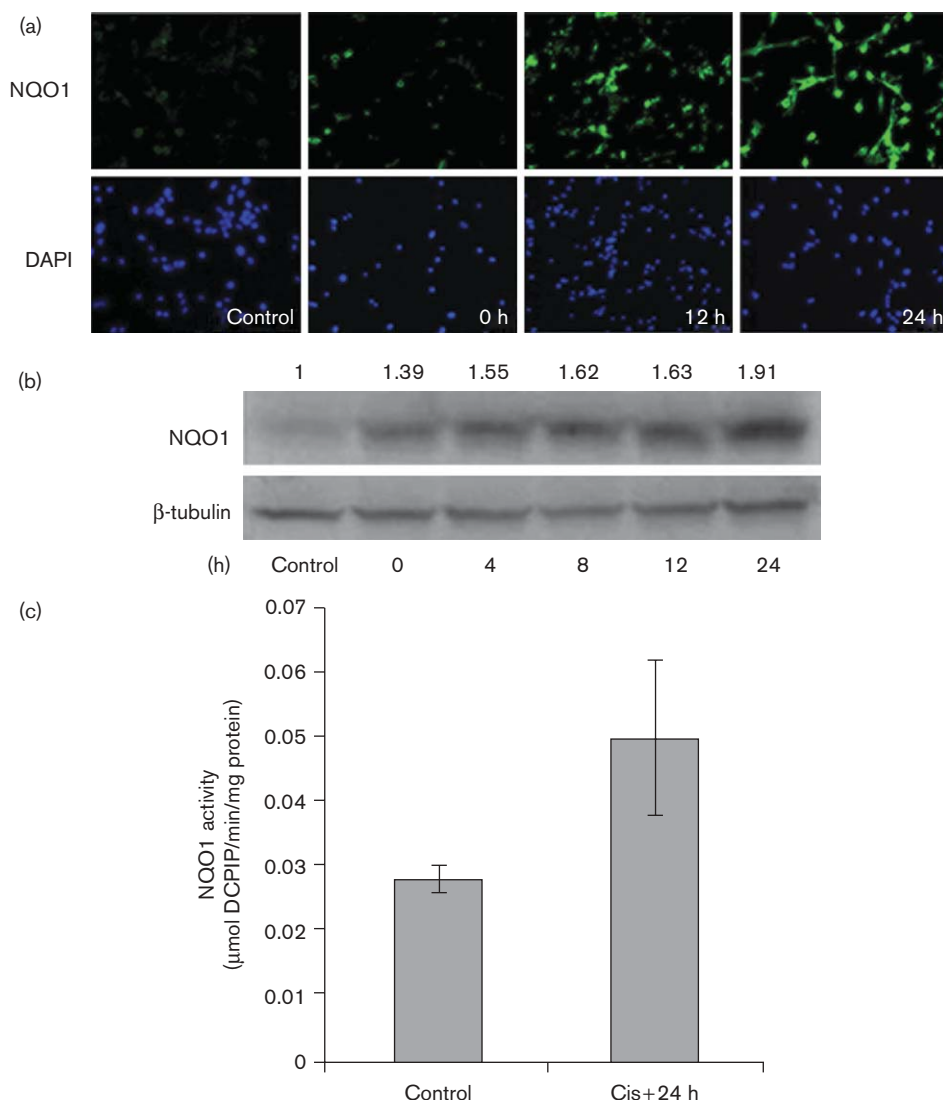 (a)
NQO1
DAPI
Control
0 h
12 h
24 h
(b)
1 1.39 1.55 1.62 1.63 1.91
NQO1
β-tubulin
(h) Control 0 4 8 12 24
(c)
0.07
0.06
0.05
0.04
0.03
0.02
0.01
0
NQO1 activity
(μmol DCPIP/min/mg protein)
Control Cis+24 h